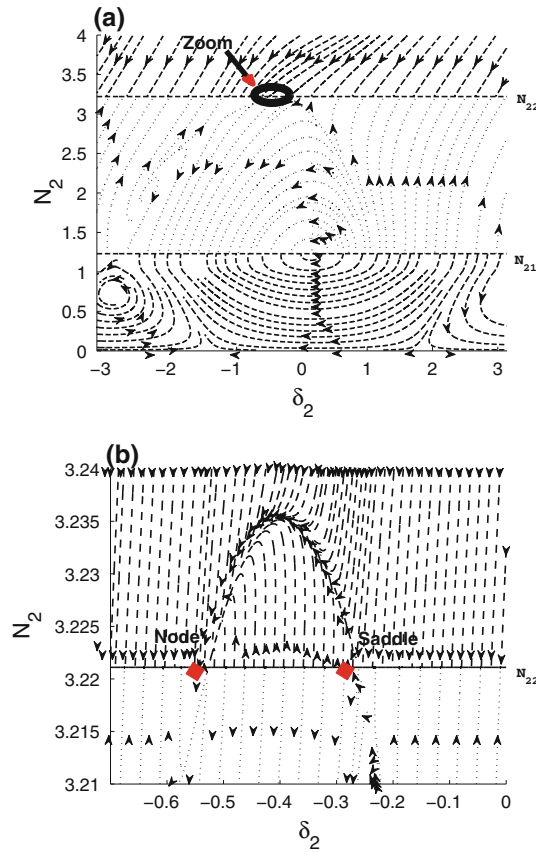 (a)
Zoom
4
3.5
3
2.5
2
1.5
1
0.5
0
N₂
N₂₂
N₂₁
−3 −2 −1 0 1 2 3
δ₂
(b)
3.24
3.235
3.23
3.225
3.22
3.215
3.21
N₂
Node
Saddle
N₂₂
−0.6 −0.5 −0.4 −0.3 −0.2 −0.1 0
δ₂